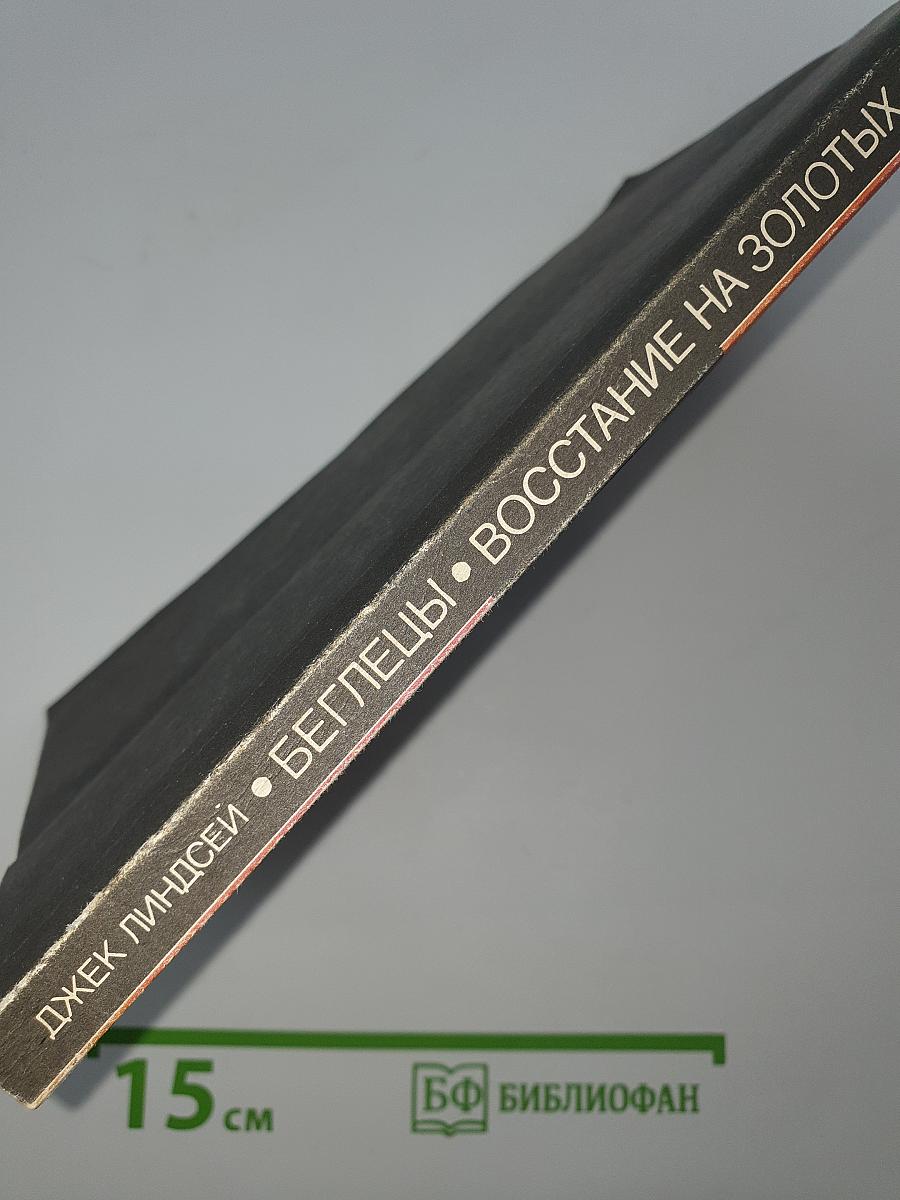 ДЖЕК ЛИНДСЕЙ • БЕГЛЕЦЫ • ВОССТАНИЕ НА ЗОЛОТЫХ
15 см
БФ БИБЛИОФАН